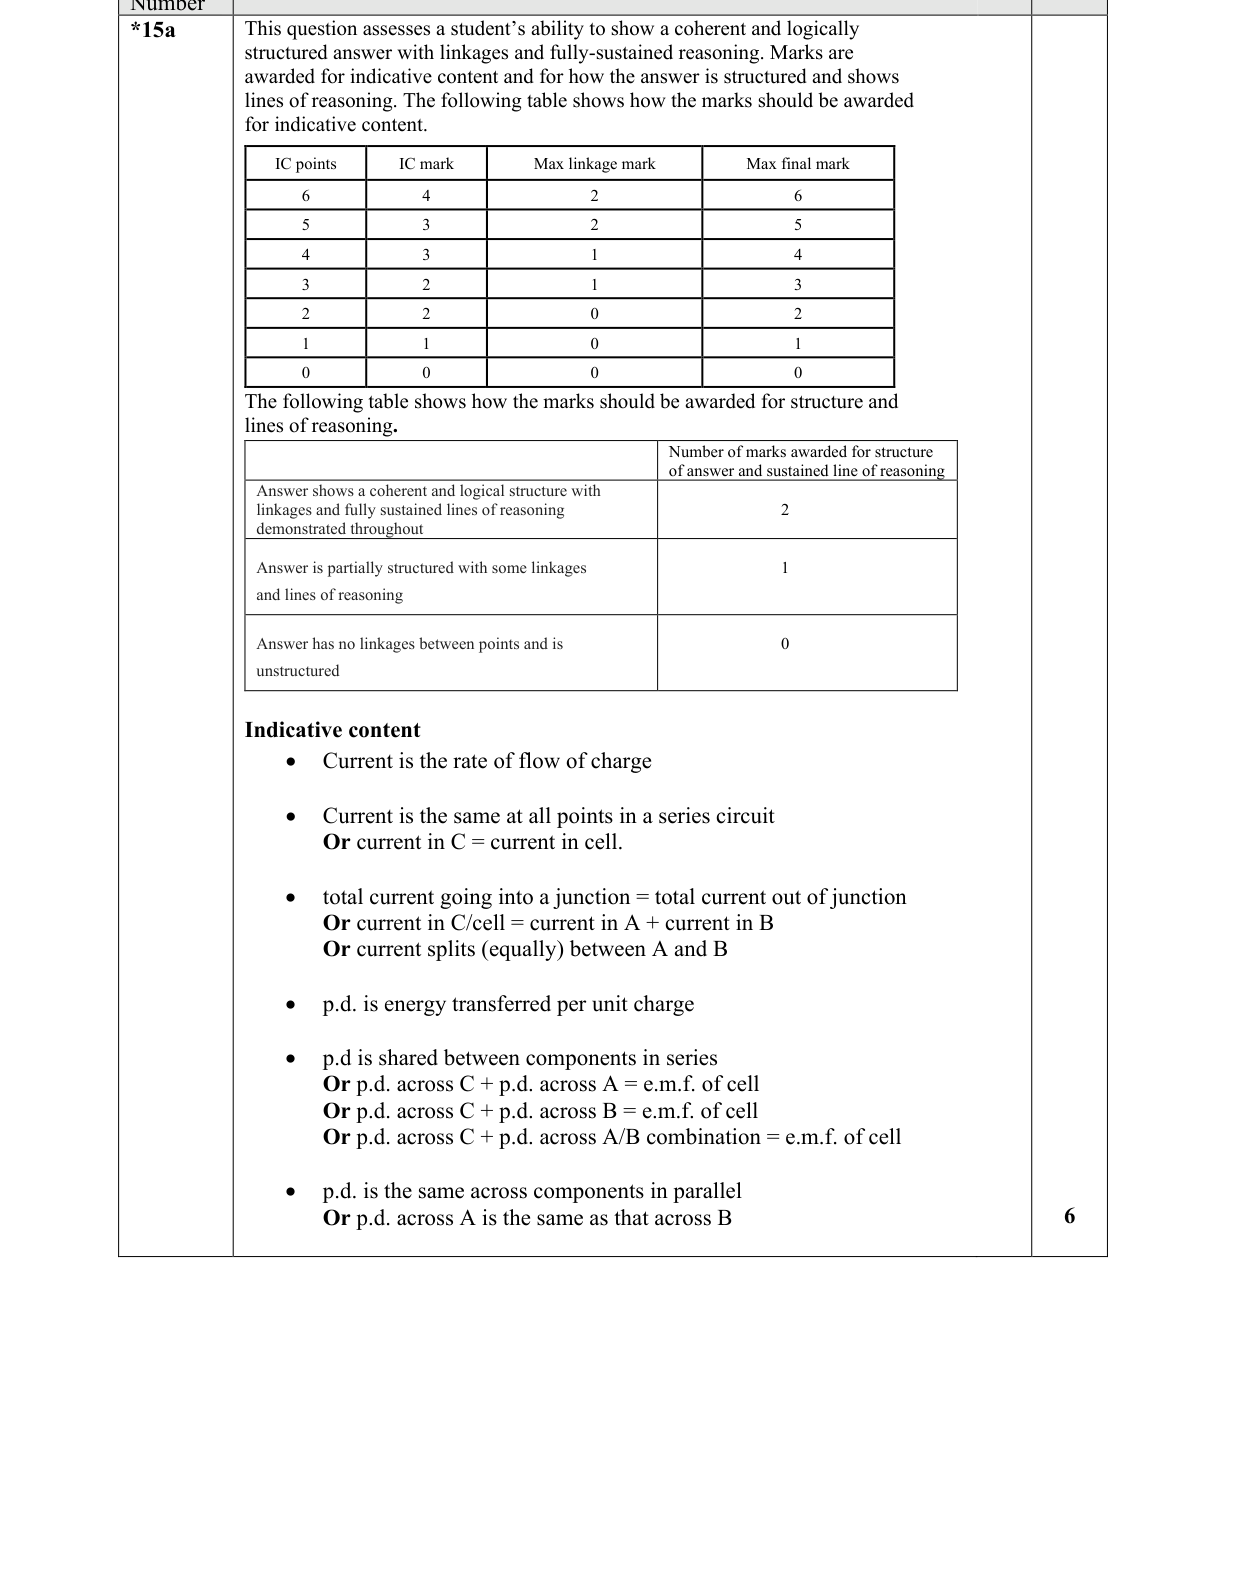 Number
*15a
This question assesses a student’s ability to show a coherent and logically
structured answer with linkages and fully-sustained reasoning. Marks are
awarded for indicative content and for how the answer is structured and shows
lines of reasoning. The following table shows how the marks should be awarded
for indicative content.
IC points IC mark Max linkage mark Max final mark
6 4 2 6
5 3 2 5
4 3 1 4
3 2 1 3
2 2 0 2
1 1 0 1
0 0 0 0
The following table shows how the marks should be awarded for structure and
lines of reasoning.
Number of marks awarded for structure
of answer and sustained line of reasoning
Answer shows a coherent and logical structure with
linkages and fully sustained lines of reasoning
demonstrated throughout
2
Answer is partially structured with some linkages
and lines of reasoning
1
Answer has no linkages between points and is
unstructured
0
Indicative content
• Current is the rate of flow of charge
• Current is the same at all points in a series circuit
Or current in C = current in cell.
• total current going into a junction = total current out of junction
Or current in C/cell = current in A + current in B
Or current splits (equally) between A and B
• p.d. is energy transferred per unit charge
• p.d is shared between components in series
Or p.d. across C + p.d. across A = e.m.f. of cell
Or p.d. across C + p.d. across B = e.m.f. of cell
Or p.d. across C + p.d. across A/B combination = e.m.f. of cell
• p.d. is the same across components in parallel
Or p.d. across A is the same as that across B
6